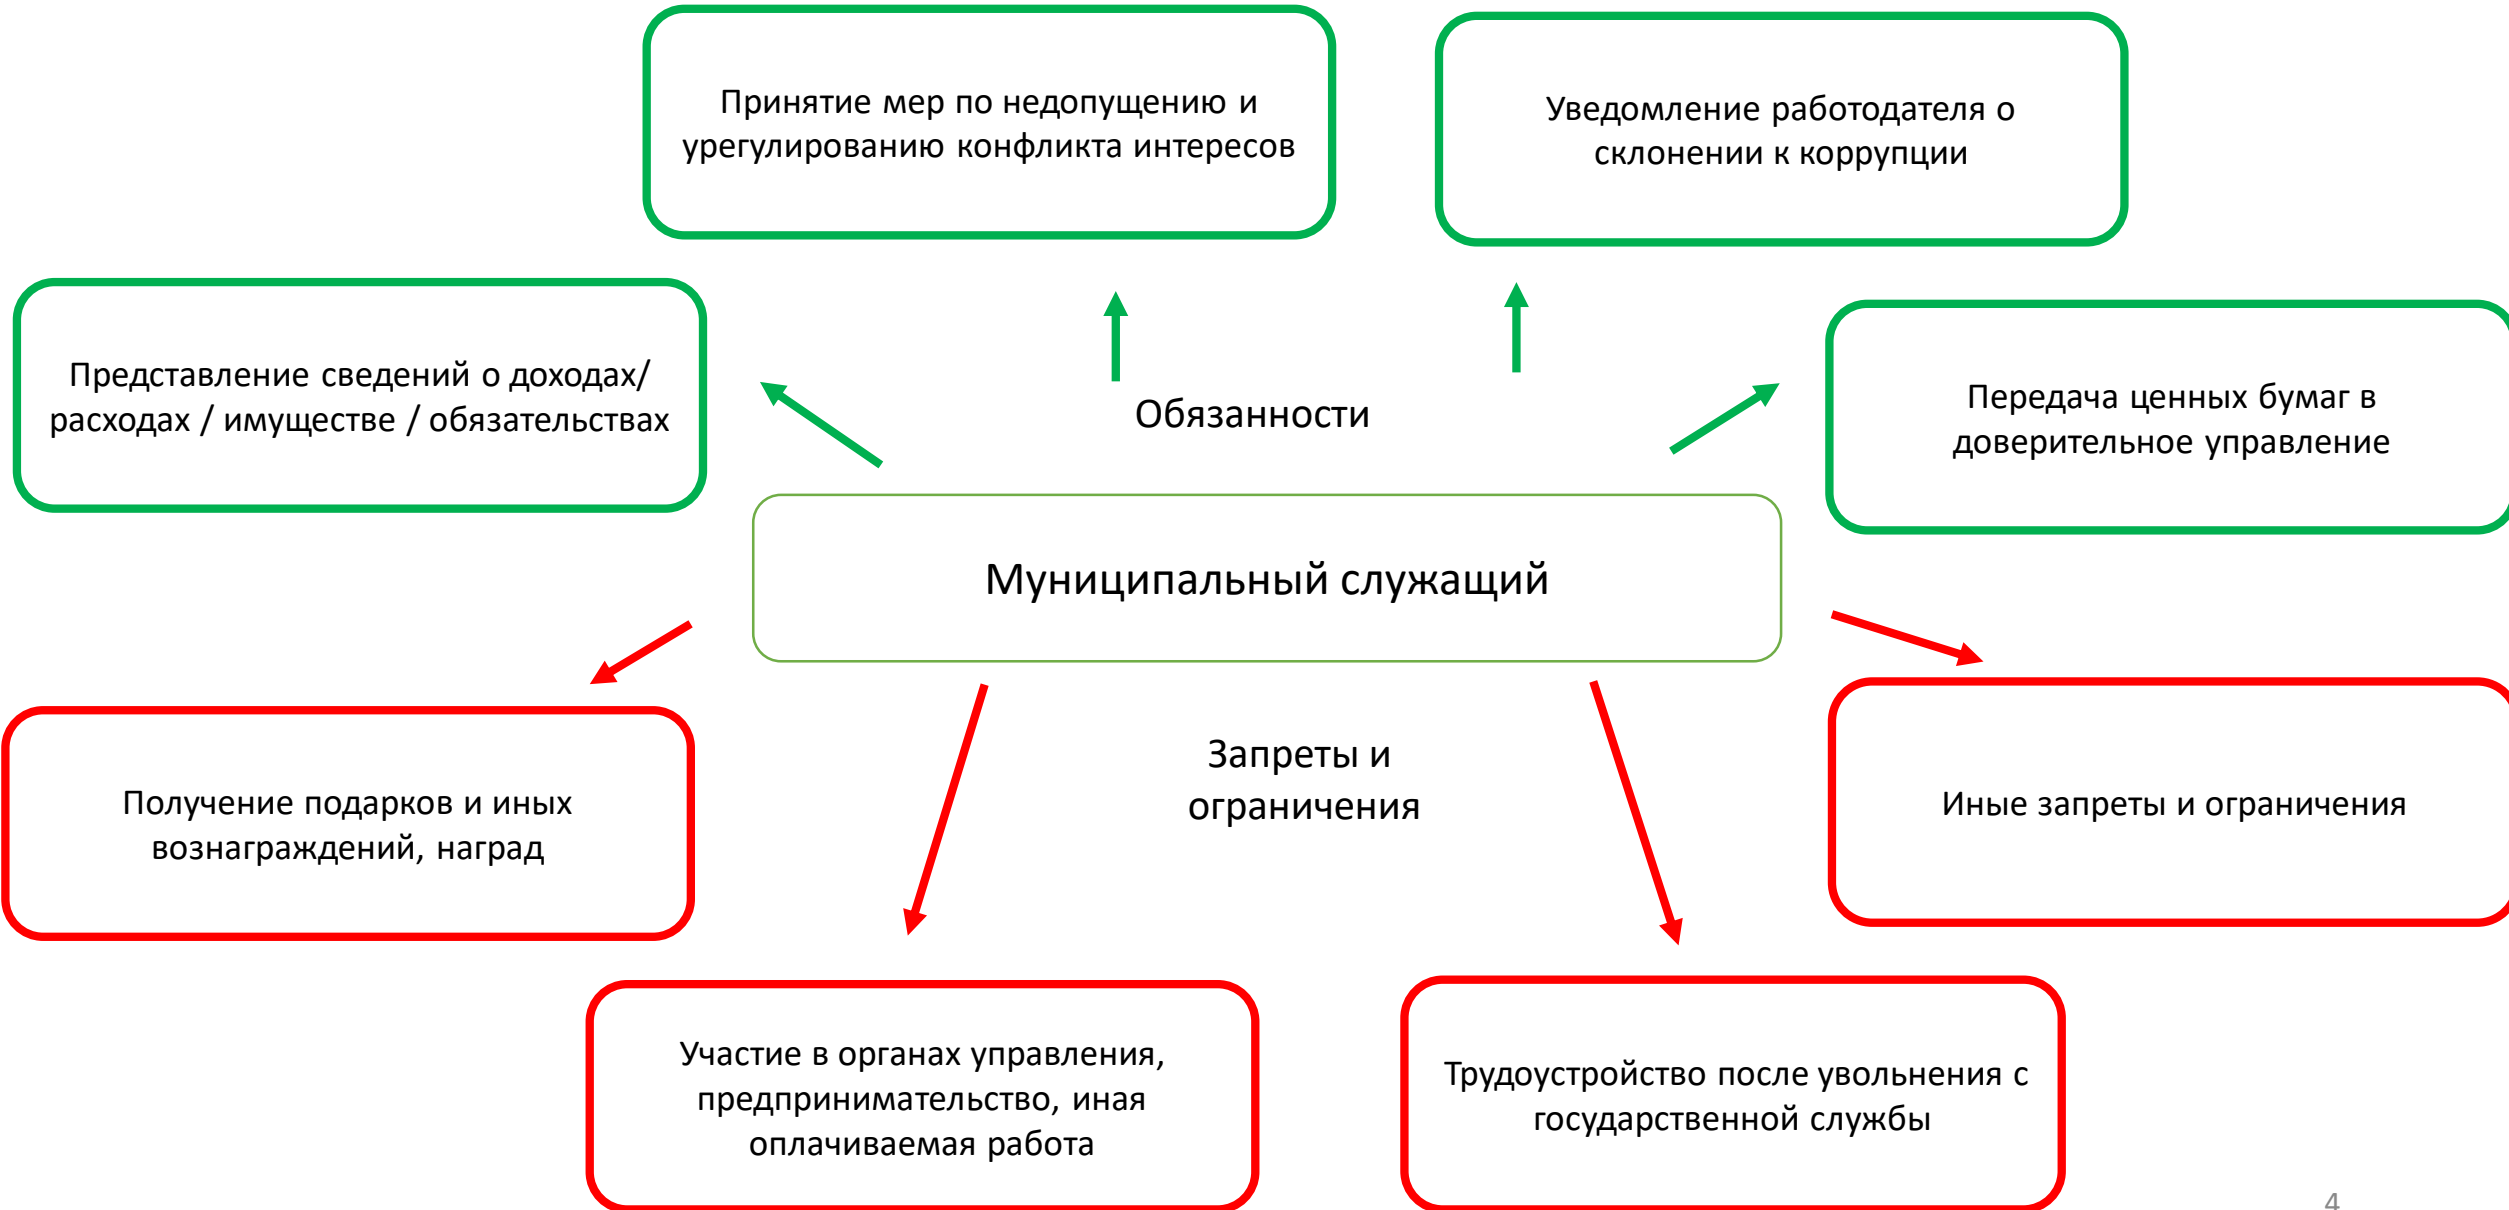 Принятие мер по недопущению и
урегулированию конфликта интересов
Уведомление работодателя о
склонении к коррупции
Представление сведений о доходах/
расходах / имуществе / обязательствах
Обязанности
Передача ценных бумаг в
доверительное управление
Муниципальный служащий
Получение подарков и иных
вознаграждений, наград
Запреты и
ограничения
Иные запреты и ограничения
Участие в органах управления,
предпринимательство, иная
оплачиваемая работа
Трудоустройство после увольнения с
государственной службы
4